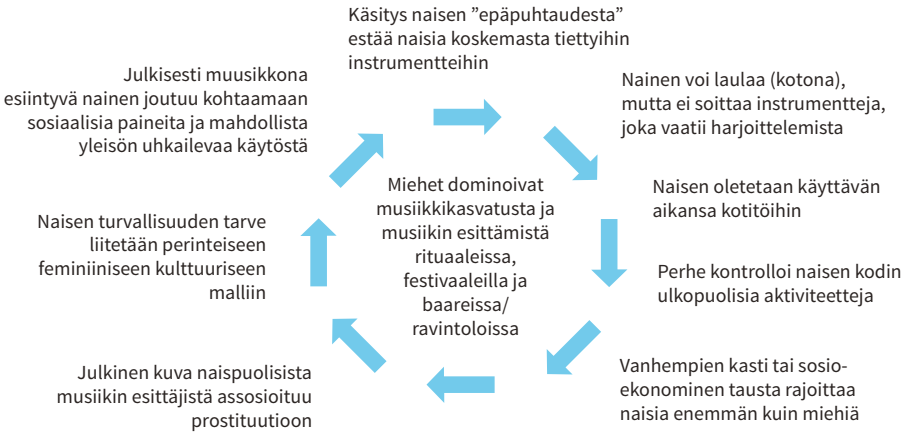 Käsitys naisen ”epäpuhtaudesta”
estää naisia koskemasta tiettyihin
instrumentteihin
Nainen voi laulaa (kotona),
mutta ei soittaa instrumentteja,
joka vaatii harjoittelemista
Naisen oletetaan käyttävän
aikansa kotitöihin
Perhe kontrolloi naisen kodin
ulkopuolisia aktiviteetteja
Vanhempien kasti tai sosio-
ekonominen tausta rajoittaa
naisia enemmän kuin miehiä
Julkinen kuva naispuolisista
musiikin esittäjistä assosioituu
prostituutioon
Naisen turvallisuuden tarve
liitetään perinteiseen
feminiiniseen kulttuuriseen
malliin
Julkisesti muusikkona
esiintyvä nainen joutuu kohtaamaan
sosiaalisia paineita ja mahdollista
yleisön uhkailevaa käytöstä
Miehet dominoivat
musiikkikasvatusta ja
musiikin esittämistä
rituaaleissa,
festivaaleilla ja
baareissa/
ravintoloissa